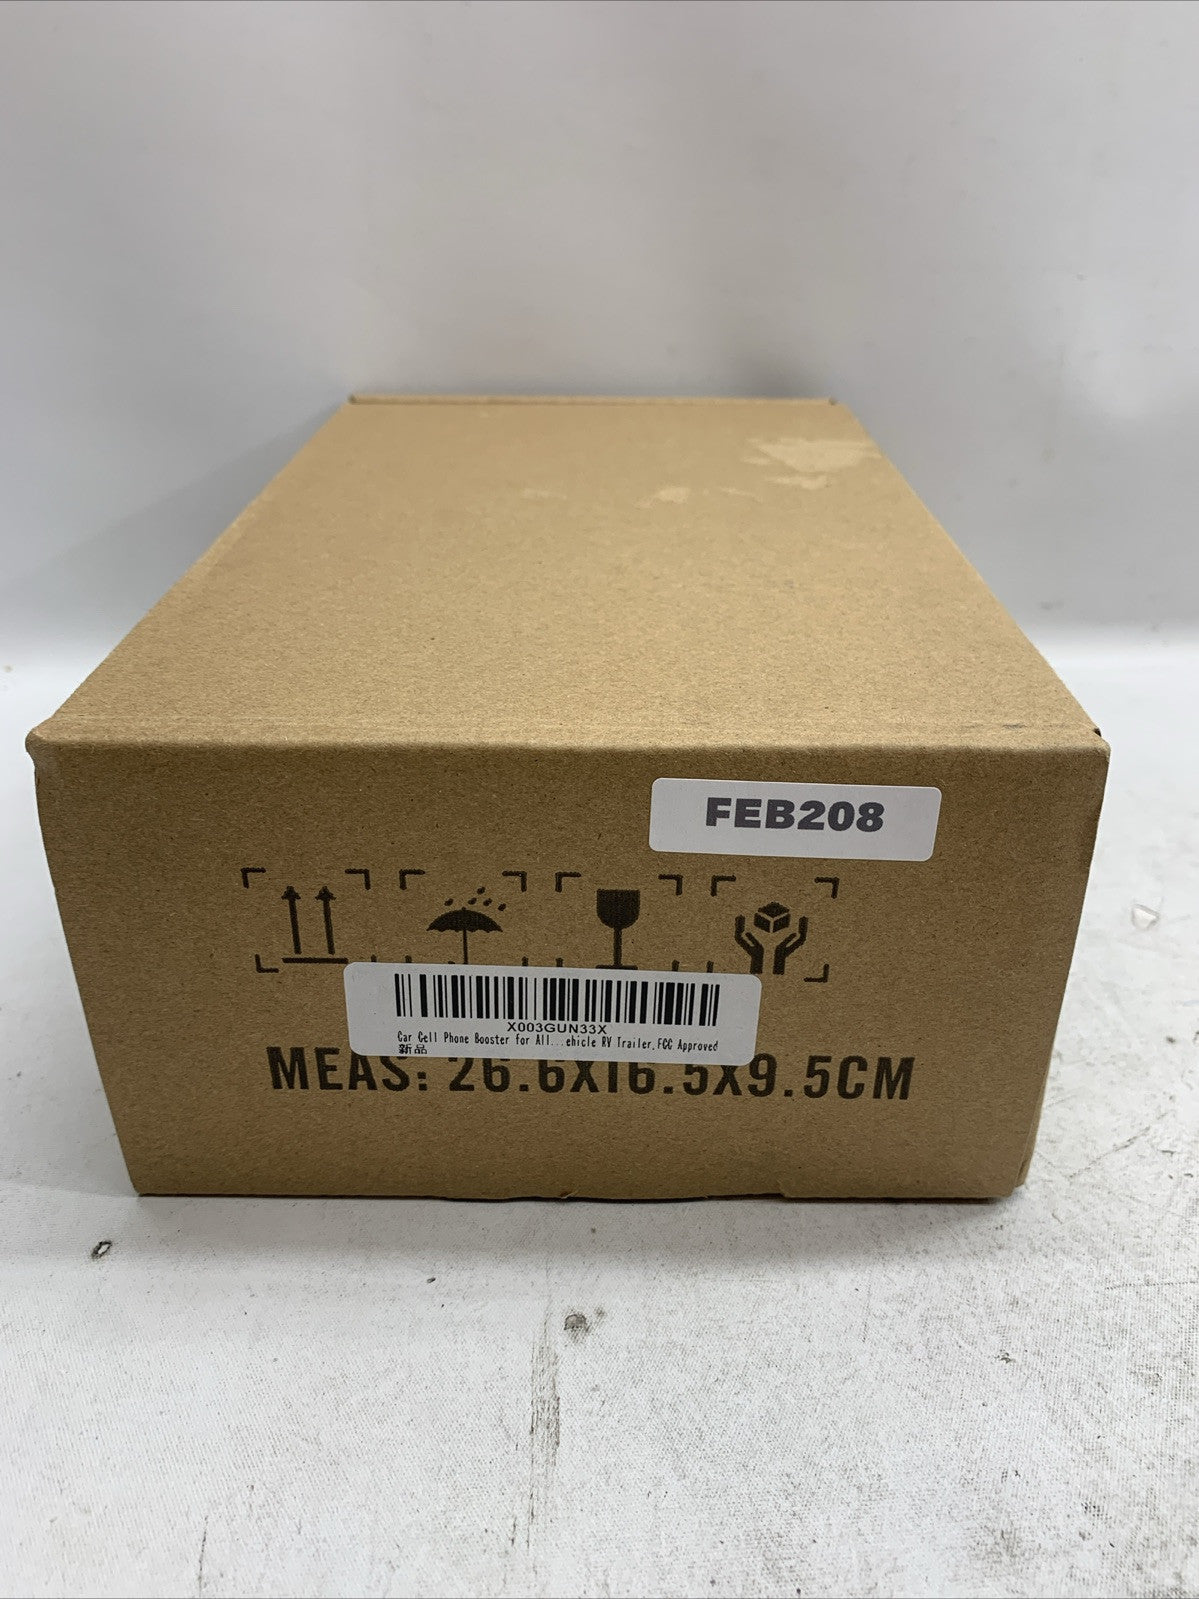 FEB208
X003GUN33X
Car Cell Phone Booster for All...ehicle RV Trailer,FCC Approved
新品
MEAS: 26.6X16.5X9.5CM